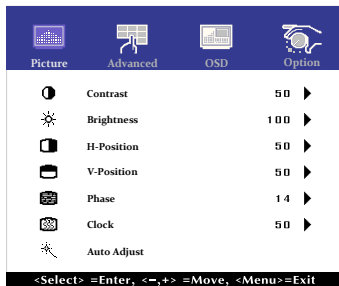 Picture Advanced OSD Option
Contrast 50
Brightness 100
H-Position 50
V-Position 50
Phase 14
Clock 50
Auto Adjust
<Select> =Enter, <−,+> =Move, <Menu>=Exit